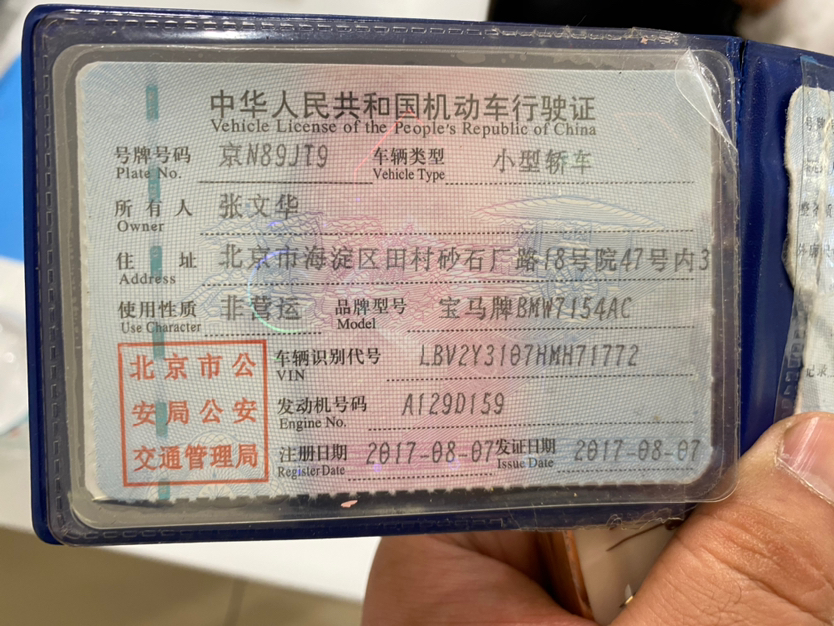 中华人民共和国机动车行驶证
Vehicle License of the People's Republic of China
号牌号码 京N89JT9 车辆类型 小型轿车
Plate No. Vehicle Type
所有人 张文华
Owner
住址 北京市海淀区田村砂石厂路18号院47号内3
Address
使用性质 非营运 品牌型号 宝马牌BMW7154AC
Use Character Model
北京市公
安局公安
交通管理局
车辆识别代号 LBV2Y3107HMH71772
VIN
发动机号码 A129D159
Engine No.
注册日期 2017-08-07 发证日期 2017-08-07
Register Date Issue Date
号牌
记录